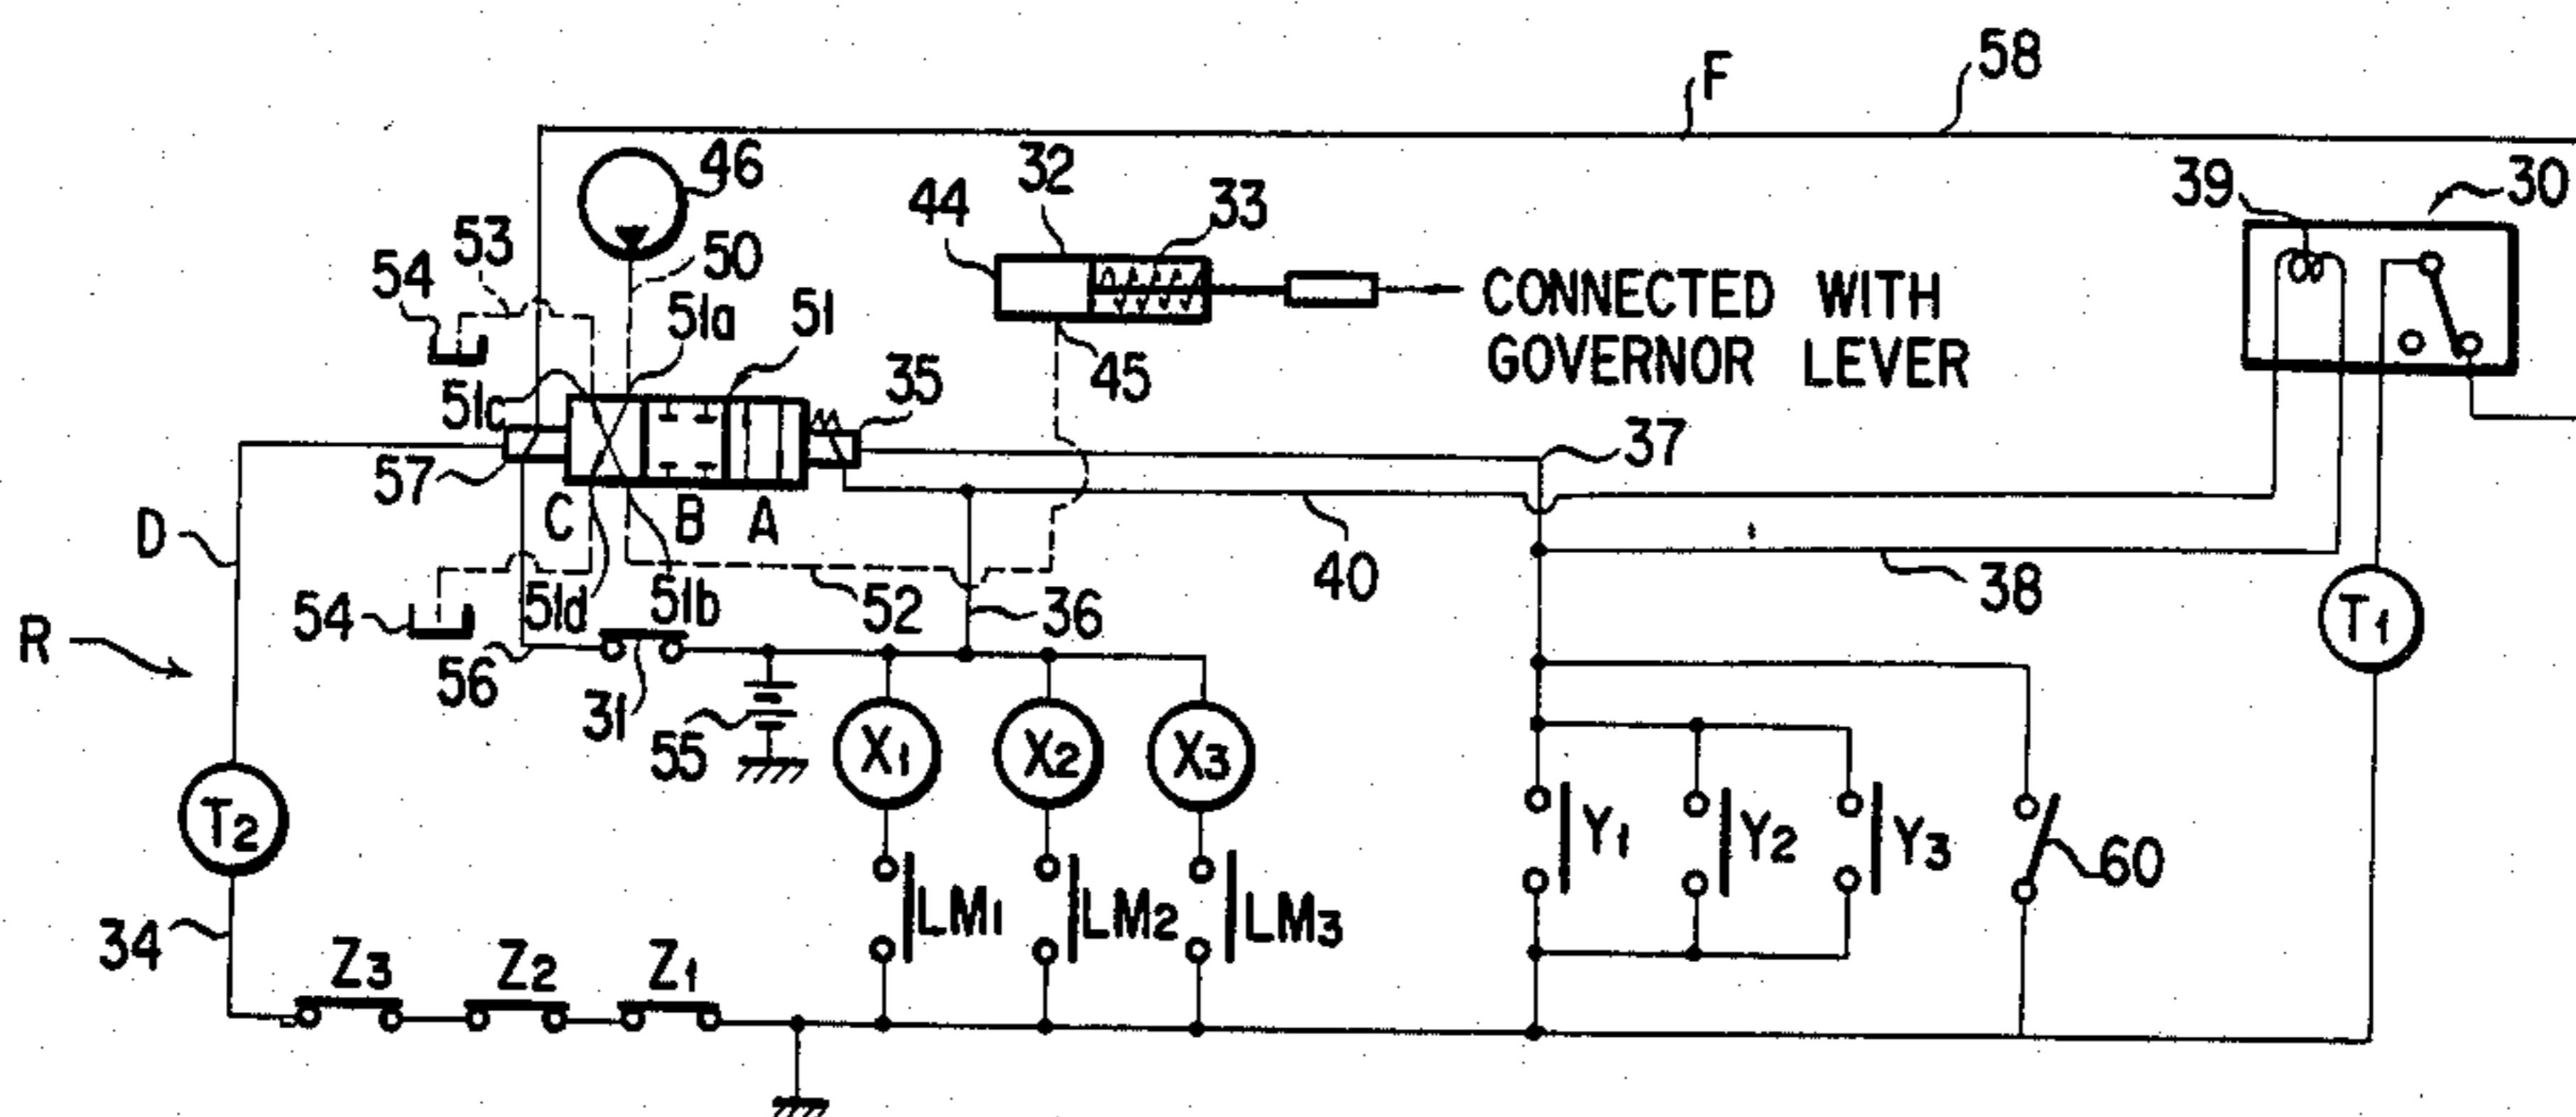 58
F
46
32
39
30
44
33
53
50
54
51a
51
CONNECTED WITH
GOVERNOR LEVER
35
45
51c
37
57
C
B
A
D
40
51d
51b
52
36
38
54
T1
R
56
31
55
X1
X2
X3
T2
Y1
Y2
Y3
60
LM1
LM2
LM3
34
Z3
Z2
Z1